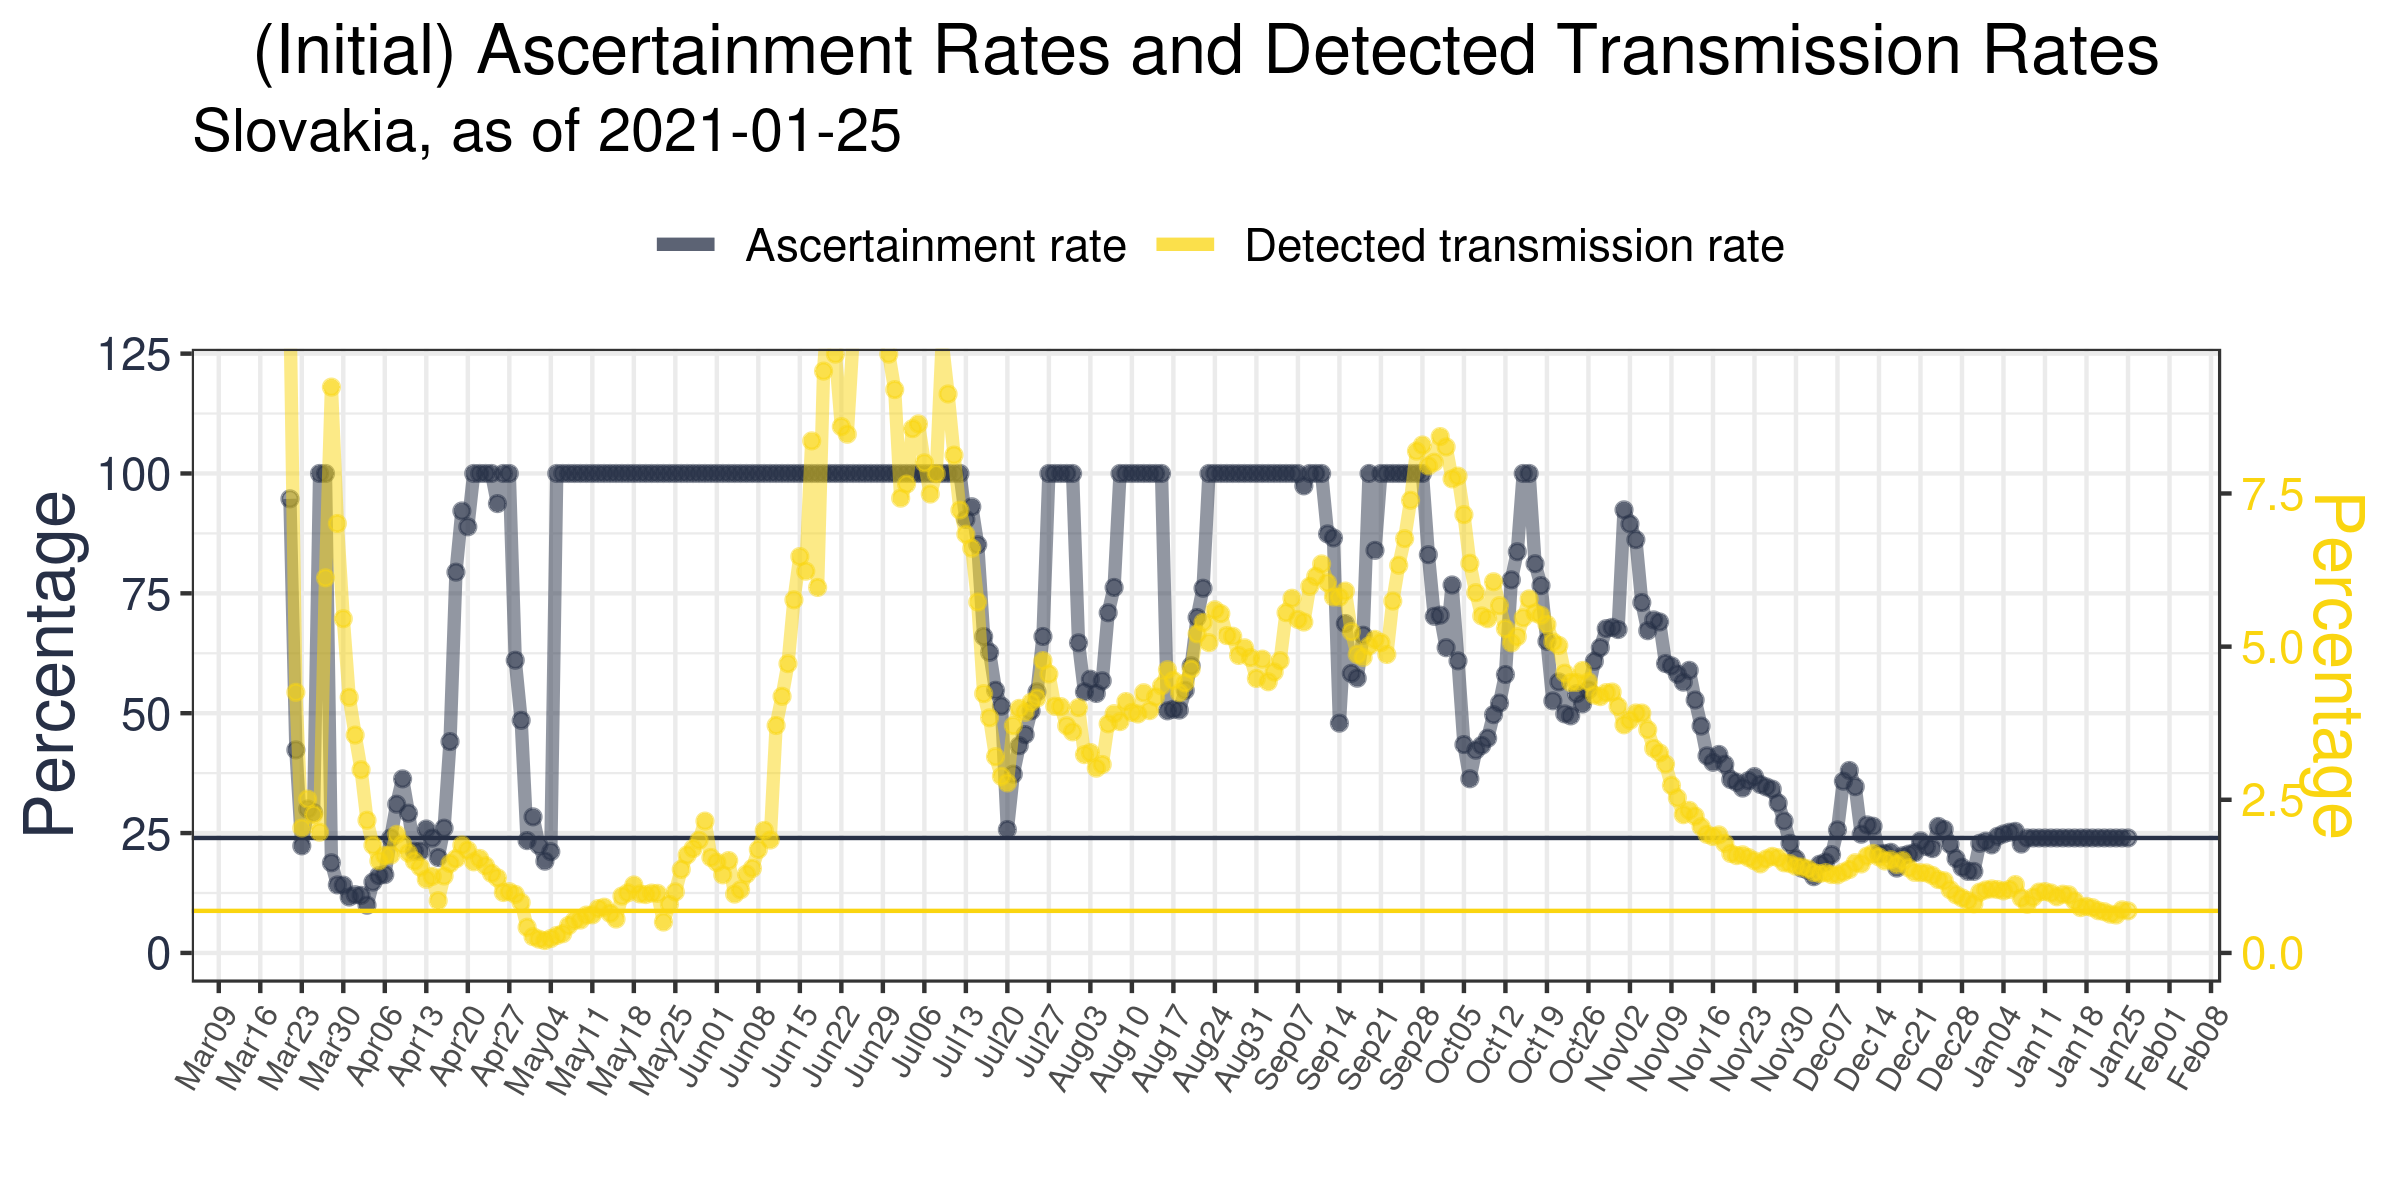 (Initial) Ascertainment Rates and Detected Transmission Rates
Slovakia, as of 2021-01-25
Ascertainment rate Detected transmission rate
125
100
75
50
25
0
Percentage
7.5
5.0
2.5
0.0
Percentage
Mar09 Mar16 Mar23 Mar30 Apr06 Apr13 Apr20 Apr27 May04 May11 May18 May25 Jun01 Jun08 Jun15 Jun22 Jun29 Jul06 Jul13 Jul20 Jul27 Aug03 Aug10 Aug17 Aug24 Aug31 Sep07 Sep14 Sep21 Sep28 Oct05 Oct12 Oct19 Oct26 Nov02 Nov09 Nov16 Nov23 Nov30 Dec07 Dec14 Dec21 Dec28 Jan04 Jan11 Jan18 Jan25 Feb01 Feb08